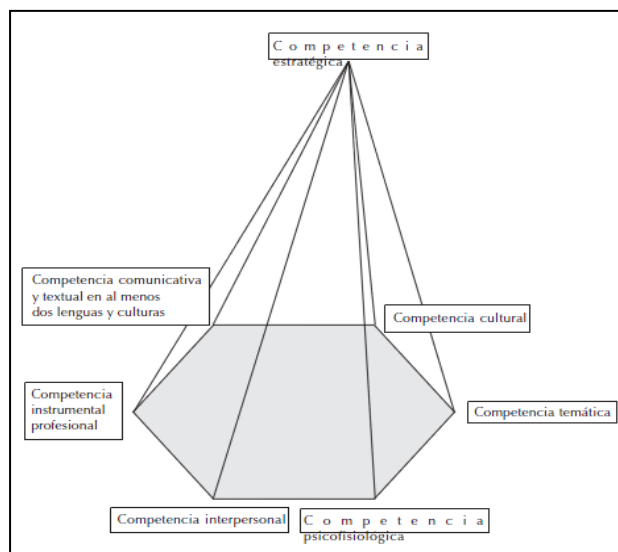 Competencia
estratégica
Competencia comunicativa
y textual en al menos
dos lenguas y culturas
Competencia cultural
Competencia
instrumental
profesional
Competencia temática
Competencia interpersonal
Competencia
psicofisiológica